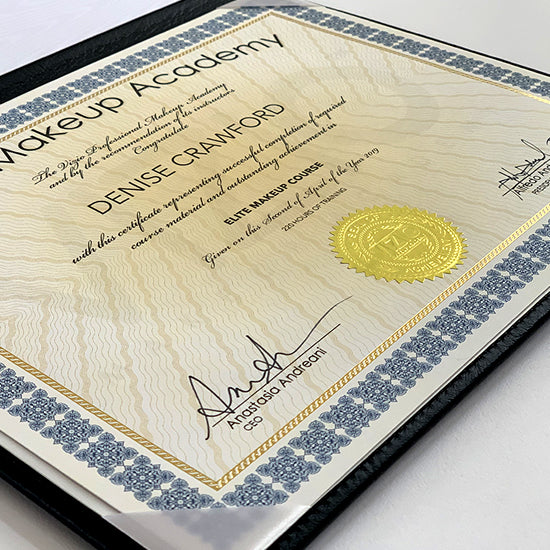 Makeup Academy
The Vizio Professional Makeup Academy
and by the recommendation of its instructors
Congratulate
DENISE CRAWFORD
with this certificate representing successful completion of required
course material and outstanding achievement in
ELITE MAKEUP COURSE
Given on this Second of April of the Year 2019
220 HOURS OF TRAINING
Anastasia Andreani
CEO